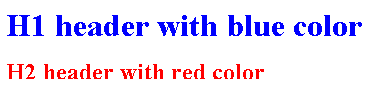 H1 header with blue color
H2 header with red color